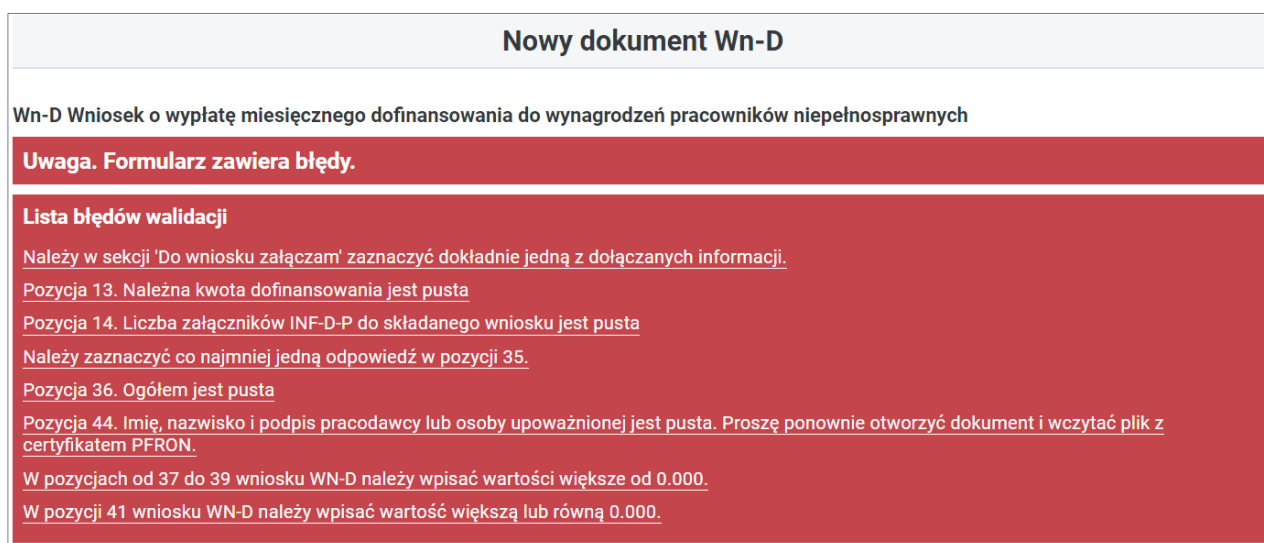 Nowy dokument Wn-D
Wn-D Wniosek o wypłatę miesięcznego dofinansowania do wynagrodzeń pracowników niepełnosprawnych
Uwaga. Formularz zawiera błędy.
Lista błędów walidacji
Należy w sekcji 'Do wniosku załączam' zaznaczyć dokładnie jedną z dołączanych informacji.
Pozycja 13. Należna kwota dofinansowania jest pusta
Pozycja 14. Liczba załączników INF-D-P do składanego wniosku jest pusta
Należy zaznaczyć co najmniej jedną odpowiedź w pozycji 35.
Pozycja 36. Ogółem jest pusta
Pozycja 44. Imię, nazwisko i podpis pracodawcy lub osoby upoważnionej jest pusta. Proszę ponownie otworzyć dokument i wczytać plik z
certyfikatem PFRON.
W pozycjach od 37 do 39 wniosku WN-D należy wpisać wartości większe od 0.000.
W pozycji 41 wniosku WN-D należy wpisać wartość większą lub równą 0.000.